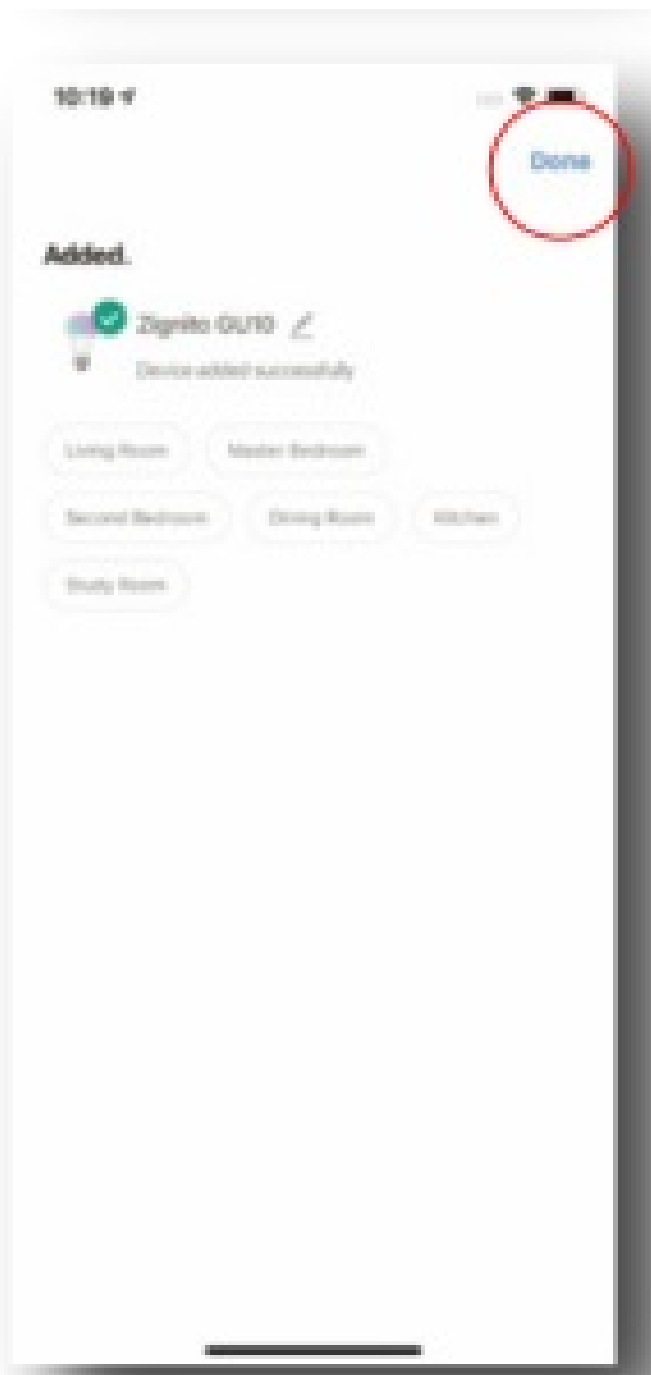 10:19
Done
Added.
Zignito GU10
Device added successfully
Living Room Master Bedroom
Second Bedroom Dining Room Kitchen
Study Room